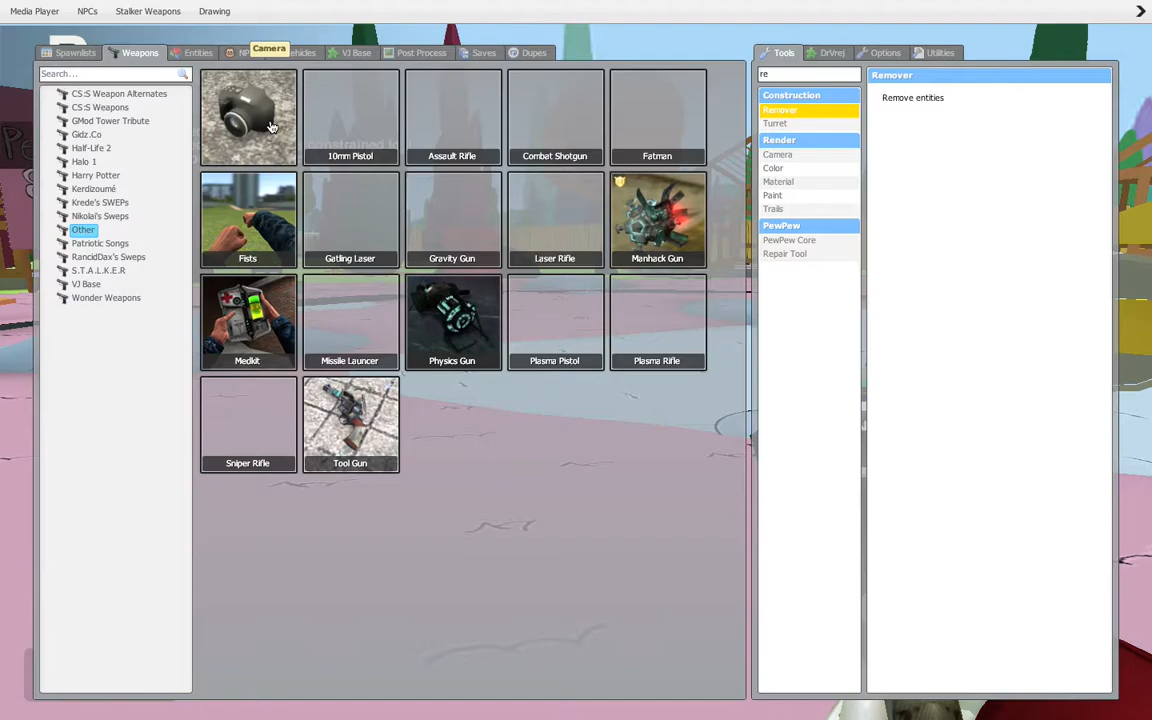 Media Player NPCs Stalker Weapons Drawing
Spawnlists Weapons Entities NP hicles VJ Base Post Process Saves Dupes
Camera
Tools DrVrej Options Utilities
Search...
CS:S Weapon Alternates
CS:S Weapons
GMod Tower Tribute
Gidz.Co
Half-Life 2
Halo 1
Harry Potter
Kerdizoumé
Krede's SWEPs
Nikolai's Sweps
Other
Patriotic Songs
RancidDax's Sweps
S.T.A.L.K.E.R
VJ Base
Wonder Weapons
10mm Pistol Assault Rifle Combat Shotgun Fatman
Fists Gatling Laser Gravity Gun Laser Rifle Manhack Gun
Medkit Missile Launcer Physics Gun Plasma Pistol Plasma Rifle
Sniper Rifle Tool Gun
re
Construction
Remover
Turret
Render
Camera
Color
Material
Paint
Trails
PewPew
PewPew Core
Repair Tool
Remover
Remove entities